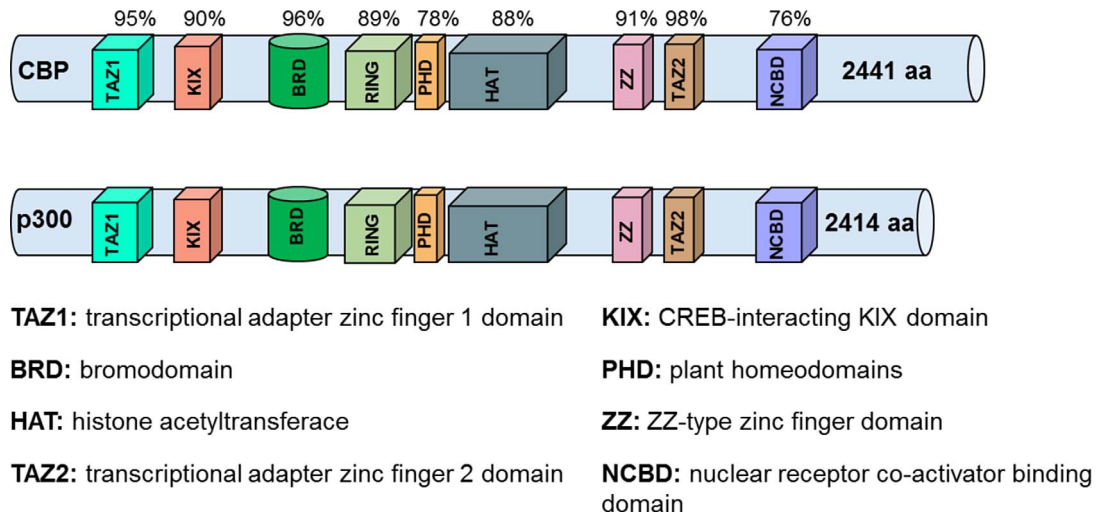 95% 90% 96% 89% 78% 88% 91% 98% 76%
CBP TAZ1 KIX BRD RING PHD HAT ZZ TAZ2 NCBD 2441 aa
p300 TAZ1 KIX BRD RING PHD HAT ZZ TAZ2 NCBD 2414 aa
TAZ1: transcriptional adapter zinc finger 1 domain
KIX: CREB-interacting KIX domain
BRD: bromodomain
PHD: plant homeodomains
HAT: histone acetyltransferace
ZZ: ZZ-type zinc finger domain
TAZ2: transcriptional adapter zinc finger 2 domain
NCBD: nuclear receptor co-activator binding
domain